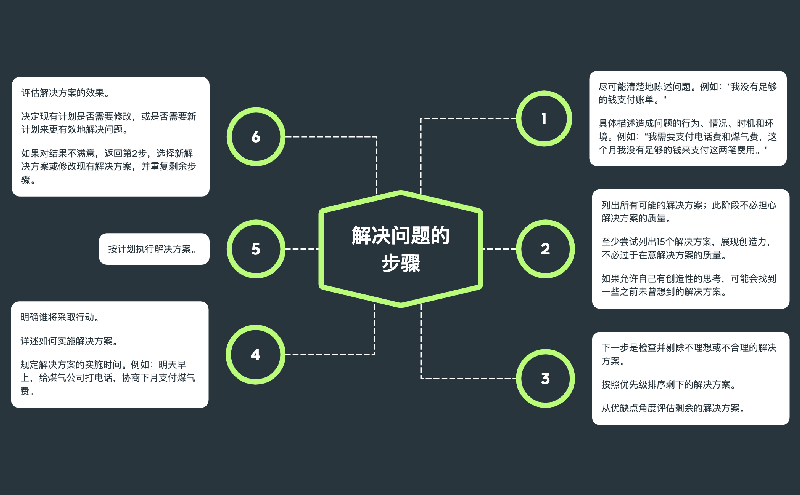 解决问题的
步骤
1
尽可能清楚地陈述问题。例如："我没有足够
的钱支付账单。"
具体描述造成问题的行为、情况、时机和环
境。例如："我需要支付电话费和煤气费，这
个月我没有足够的钱来支付这两笔费用。"
2
列出所有可能的解决方案；此阶段不必担心
解决方案的质量。
至少尝试列出15个解决方案，展现创造力，
不必过于在意解决方案的质量。
如果允许自己有创造性的思考，可能会找到
一些之前未曾想到的解决方案。
3
下一步是检查并剔除不理想或不合理的解决
方案。
按照优先级排序剩下的解决方案。
从优缺点角度评估剩余的解决方案。
4
明确谁将采取行动。
详述如何实施解决方案。
规定解决方案的实施时间。例如：明天早
上，给煤气公司打电话，协商下月支付煤气
费。
5
按计划执行解决方案。
6
评估解决方案的效果。
决定现有计划是否需要修改，或是否需要新
计划来更有效地解决问题。
如果对结果不满意，返回第2步，选择新解
决方案或修改现有解决方案，并重复剩余步
骤。